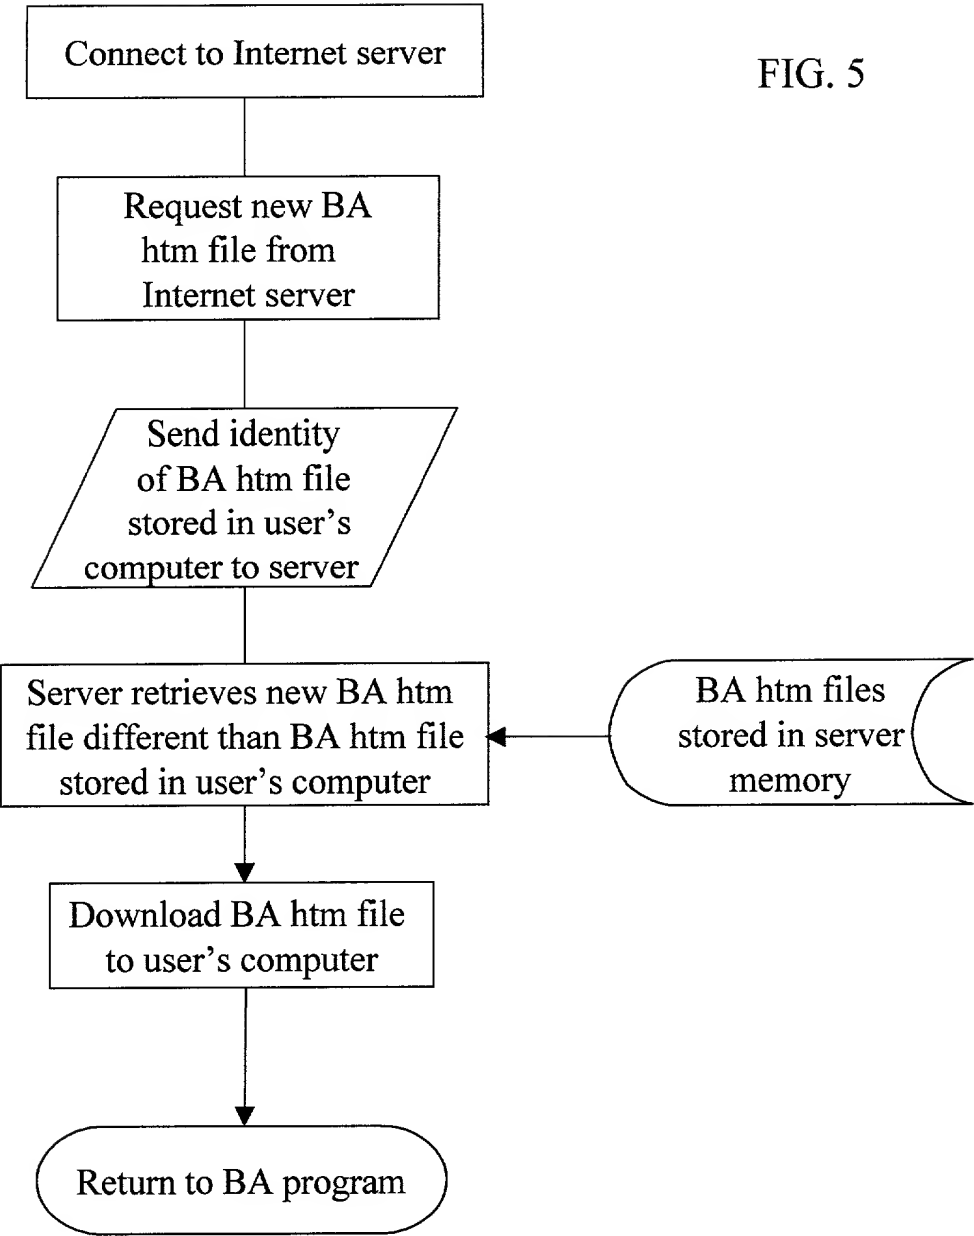 Connect to Internet server
FIG. 5
Request new BA
htm file from
Internet server
Send identity
of BA htm file
stored in user's
computer to server
Server retrieves new BA htm
file different than BA htm file
stored in user's computer
BA htm files
stored in server
memory
Download BA htm file
to user's computer
Return to BA program